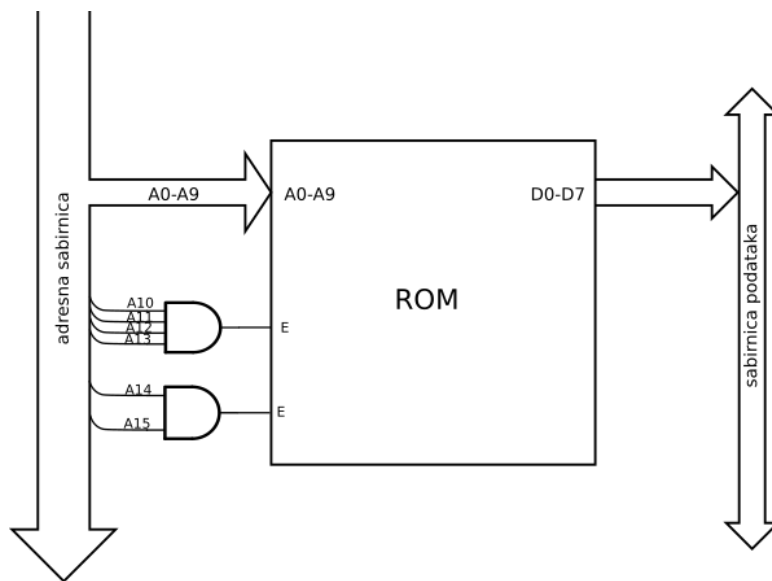 adresna sabirnica
A0-A9
A0-A9
D0-D7
ROM
A10
A11
A12
A13
E
A14
A15
E
sabirnica podataka